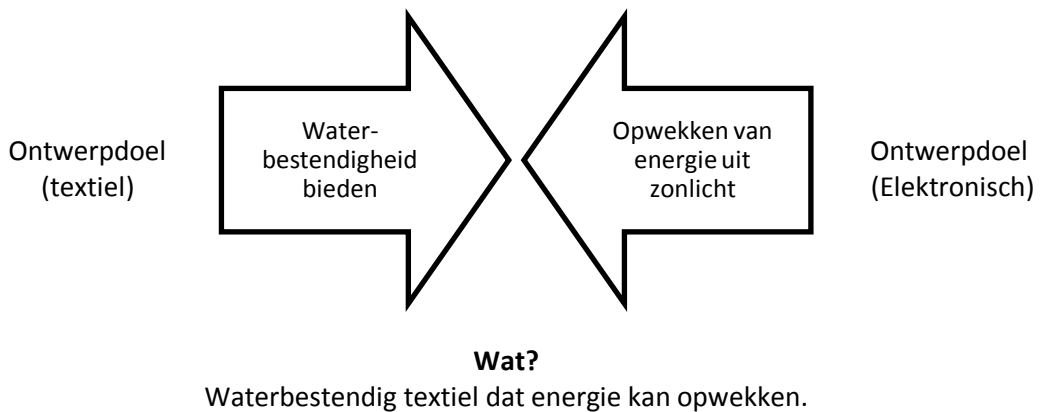 Ontwerpdoel
(textiel)
Water-
bestendigheid
bieden
Opwekken van
energie uit
zonlicht
Ontwerpdoel
(Elektronisch)
Wat?
Waterbestendig textiel dat energie kan opwekken.